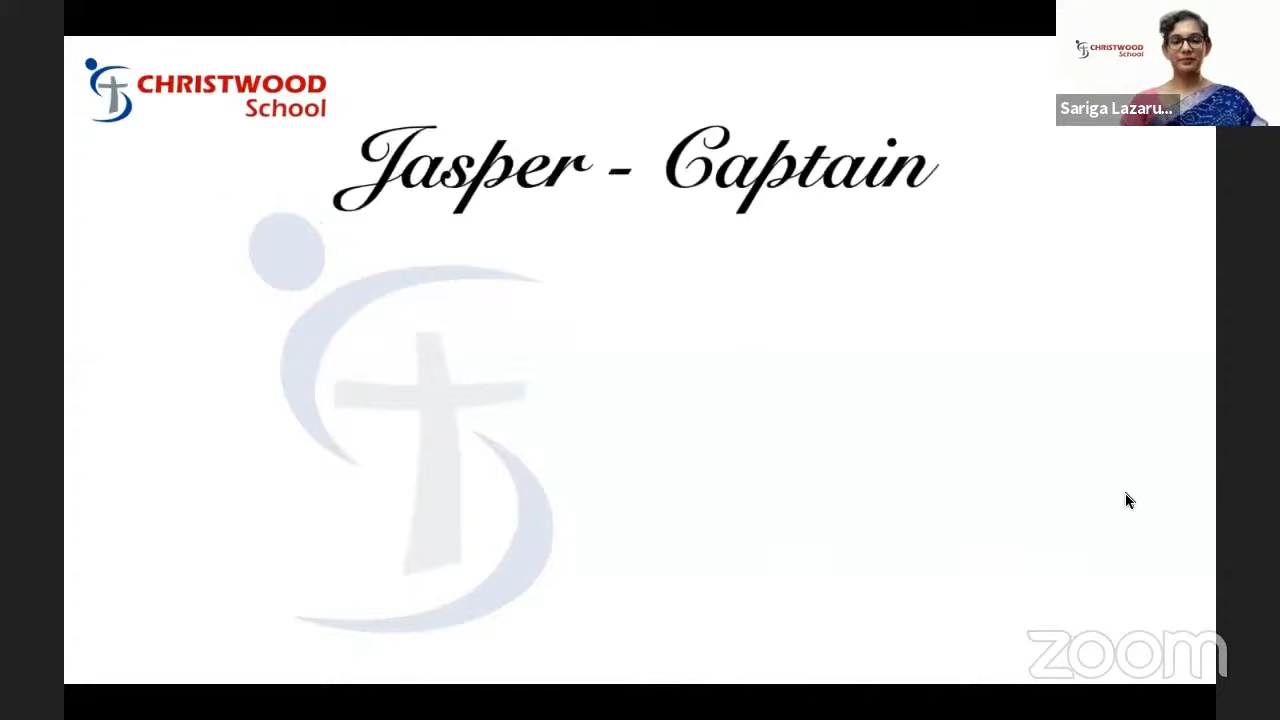 CHRISTWOOD
School
Jasper - Captain
CHRISTWOOD
School
Sariga Lazaru...
zoom